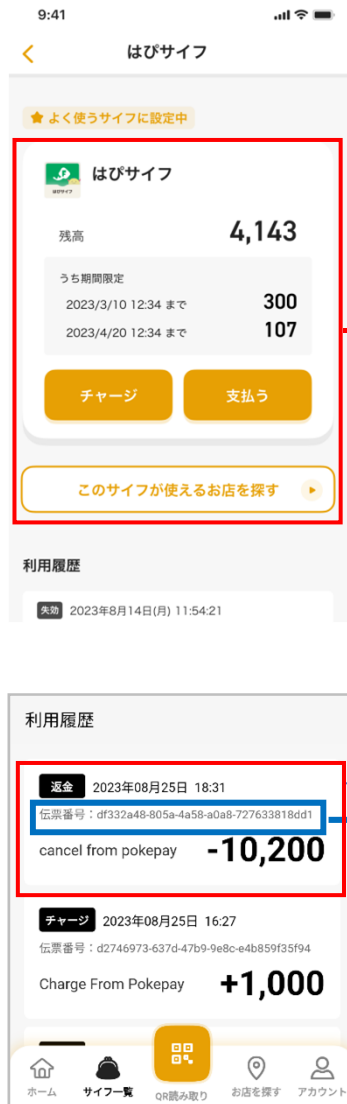 9:41
はぴサイフ
よく使うサイフに設定中
はぴサイフ
はぴサイフ
残高 4,143
うち期間限定
2023/3/10 12:34 まで 300
2023/4/20 12:34 まで 107
チャージ 支払う
このサイフが使えるお店を探す
利用履歴
失効 2023年8月14日(月) 11:54:21
利用履歴
返金 2023年08月25日 18:31
伝票番号：df332a48-805a-4a58-a0a8-727633818dd1
cancel from pokepay -10,200
チャージ 2023年08月25日 16:27
伝票番号：d2746973-637d-47b9-9e8c-e4b859f35f94
Charge From Pokepay +1,000
ホーム サイフ一覧 QR読み取り お店を探す アカウント